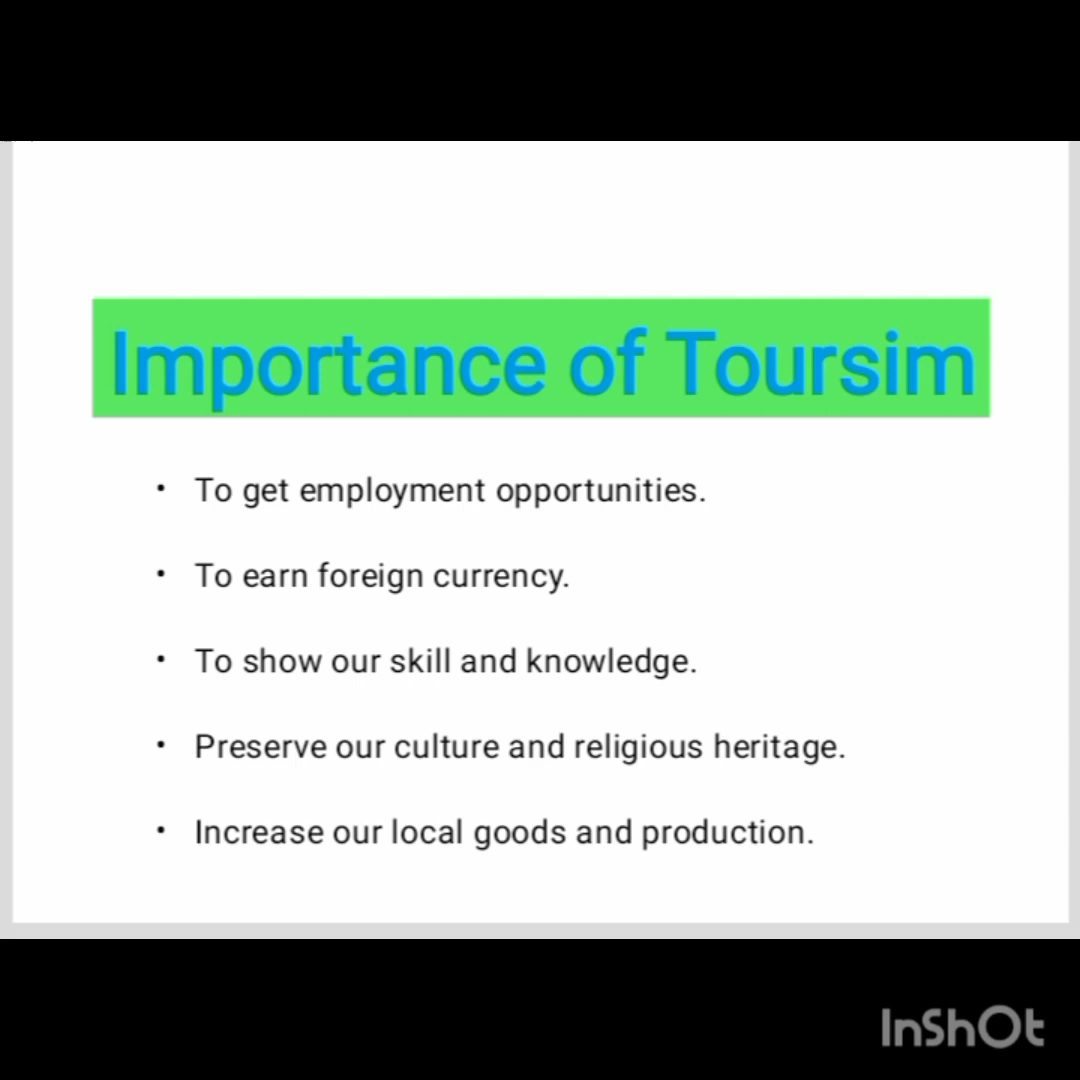 Importance of Toursim
• To get employment opportunities.
• To earn foreign currency.
• To show our skill and knowledge.
• Preserve our culture and religious heritage.
• Increase our local goods and production.
InShOt